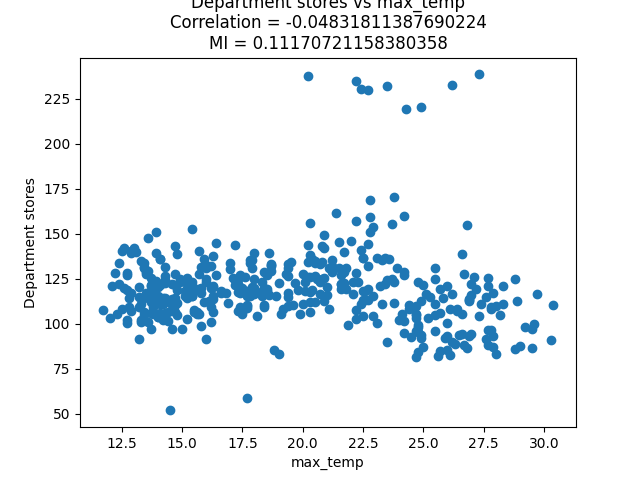 Department stores vs max_temp
Correlation = -0.04831811387690224
MI = 0.11170721158380358
225
200
175
150
125
100
75
50
Department stores
12.5 15.0 17.5 20.0 22.5 25.0 27.5 30.0
max_temp